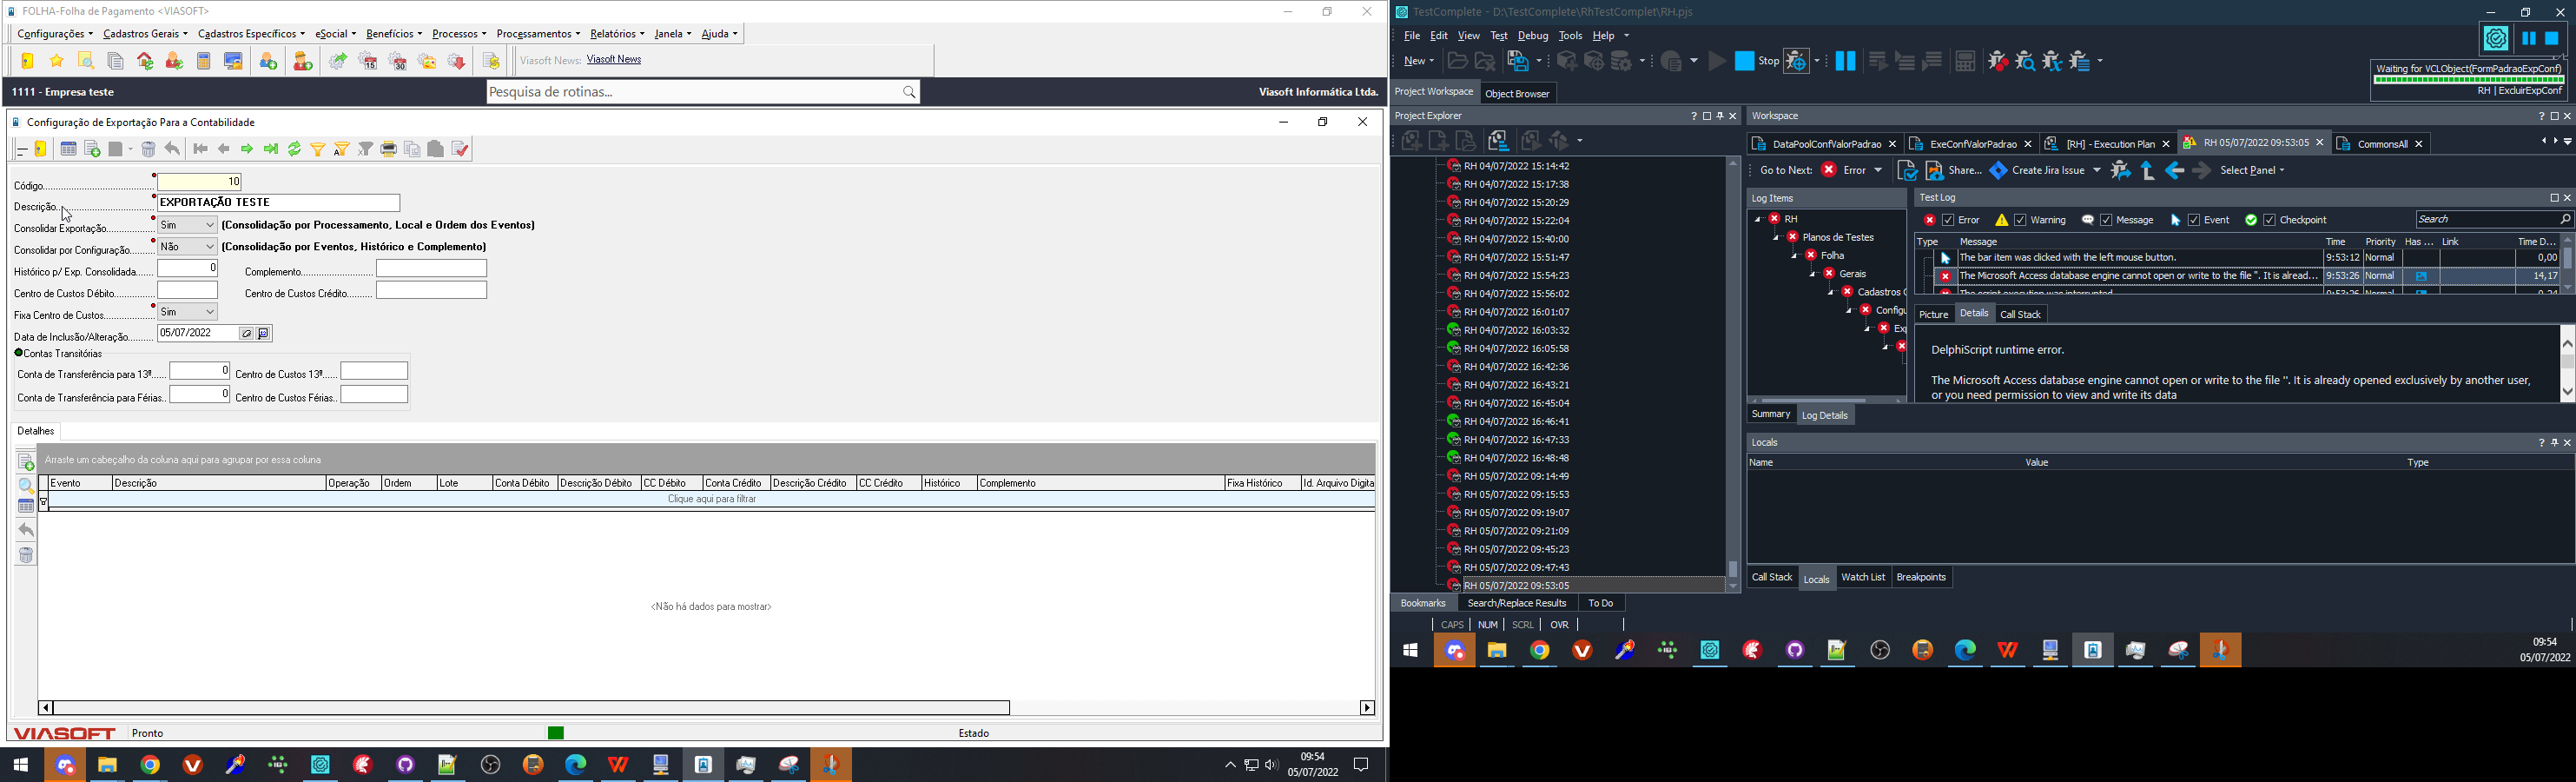 FOLHA-Folha de Pagamento <VIASOFT>
Configurações Cadastros Gerais Cadastros Específicos eSocial Benefícios Processos Processamentos Relatórios Janela Ajuda
Viasoft News: Viasoft News
1111 - Empresa teste
Pesquisa de rotinas...
Viasoft Informática Ltda.
Configuração de Exportação Para a Contabilidade
Código 10
Descrição EXPORTAÇÃO TESTE
Consolidar Exportação Sim (Consolidação por Processamento, Local e Ordem dos Eventos)
Consolidar por Configuração Não (Consolidação por Eventos, Histórico e Complemento)
Histórico p/ Exp. Consolidada 0 Complemento
Centro de Custos Débito Centro de Custos Crédito
Fixa Centro de Custos Sim
Data de Inclusão/Alteração 05/07/2022
Contas Transitórias
Conta de Transferência para 13º 0 Centro de Custos 13º
Conta de Transferência para Férias 0 Centro de Custos Férias
Detalhes
Arraste um cabeçalho da coluna aqui para agrupar por essa coluna
Evento Descrição Operação Ordem Lote Conta Débito Descrição Débito CC Débito Conta Crédito Descrição Crédito CC Crédito Histórico Complemento Fixa Histórico Id. Arquivo Digita
Clique aqui para filtrar
<Não há dados para mostrar>
VIASOFT Pronto Estado
09:54
05/07/2022
TestComplete - D:\TestComplete\RhTestComplet\RH.pjs
File Edit View Test Debug Tools Help
New Stop
Waiting for VCLObject(FormPadraoExpConf)
RH | ExcluirExpConf
Project Workspace Object Browser
Project Explorer
RH 04/07/2022 15:14:42
RH 04/07/2022 15:17:38
RH 04/07/2022 15:20:29
RH 04/07/2022 15:22:04
RH 04/07/2022 15:40:00
RH 04/07/2022 15:51:47
RH 04/07/2022 15:54:23
RH 04/07/2022 15:56:02
RH 04/07/2022 16:01:07
RH 04/07/2022 16:03:32
RH 04/07/2022 16:05:58
RH 04/07/2022 16:42:36
RH 04/07/2022 16:43:21
RH 04/07/2022 16:45:04
RH 04/07/2022 16:46:41
RH 04/07/2022 16:47:33
RH 04/07/2022 16:48:48
RH 05/07/2022 09:14:49
RH 05/07/2022 09:15:53
RH 05/07/2022 09:19:07
RH 05/07/2022 09:21:09
RH 05/07/2022 09:45:23
RH 05/07/2022 09:47:43
RH 05/07/2022 09:53:05
Bookmarks Search/Replace Results To Do
CAPS NUM SCRL OVR
Workspace
DataPoolConfValorPadrao ExeConfValorPadrao [RH] - Execution Plan RH 05/07/2022 09:53:05 CommonsAll
Go to Next: Error Share... Create Jira Issue Select Panel
Log Items
RH
Planos de Testes
Folha
Gerais
Cadastros
Configu
Summary Log Details
Test Log
Error Warning Message Event Checkpoint Search
Type Message Time Priority Has ... Link Time D...
The bar item was clicked with the left mouse button. 9:53:12 Normal 0,00
The Microsoft Access database engine cannot open or write to the file ''. It is alread... 9:53:26 Normal 14,17
The script execution was interrupted 9:53:26 Normal 0,24
Picture Details Call Stack
DelphiScript runtime error.
The Microsoft Access database engine cannot open or write to the file ''. It is already opened exclusively by another user,
or you need permission to view and write its data
Locals
Name Value Type
Call Stack Locals Watch List Breakpoints
09:54
05/07/2022